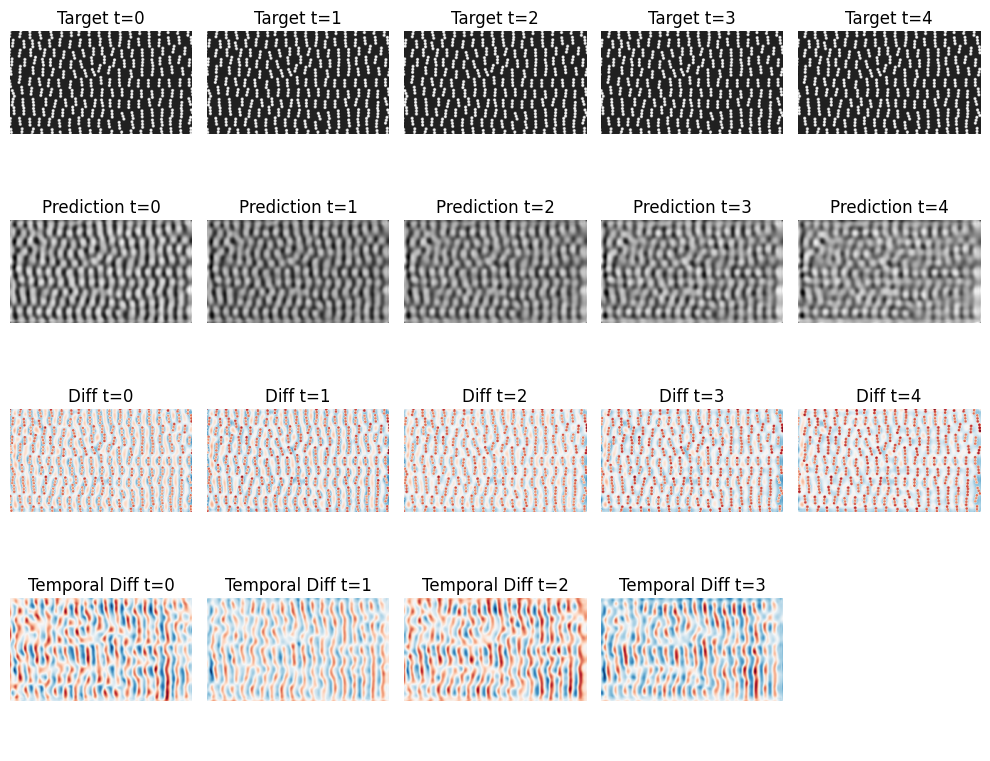 Target t=0 Target t=1 Target t=2 Target t=3 Target t=4
Prediction t=0 Prediction t=1 Prediction t=2 Prediction t=3 Prediction t=4
Diff t=0 Diff t=1 Diff t=2 Diff t=3 Diff t=4
Temporal Diff t=0 Temporal Diff t=1 Temporal Diff t=2 Temporal Diff t=3